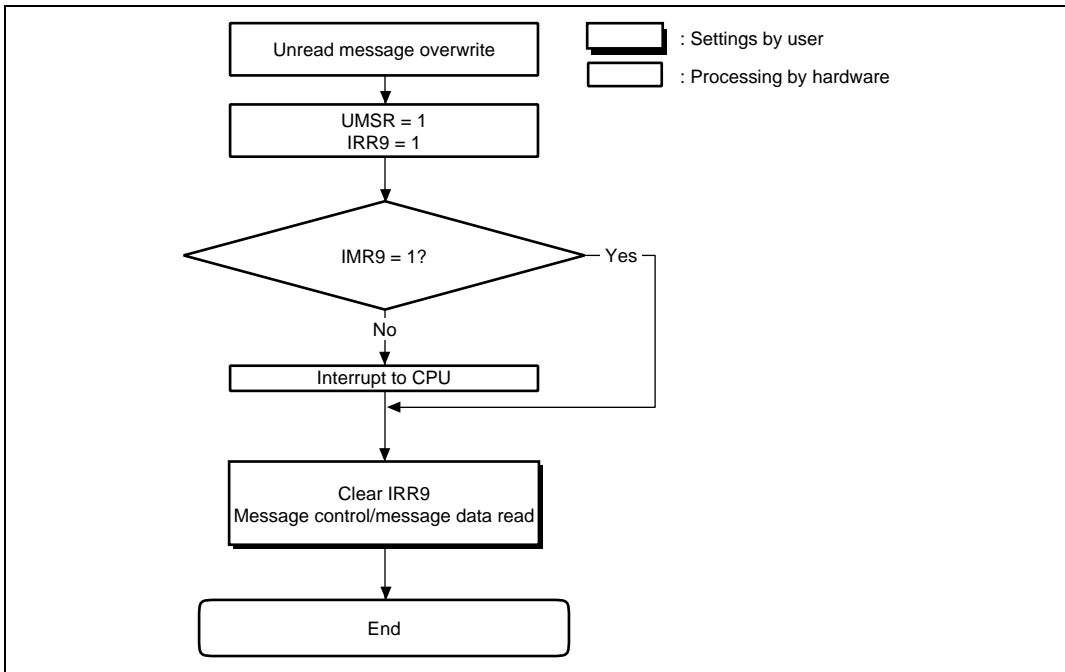 Unread message overwrite
: Settings by user
: Processing by hardware
UMSR = 1
IRR9 = 1
IMR9 = 1?
Yes
No
Interrupt to CPU
Clear IRR9
Message control/message data read
End